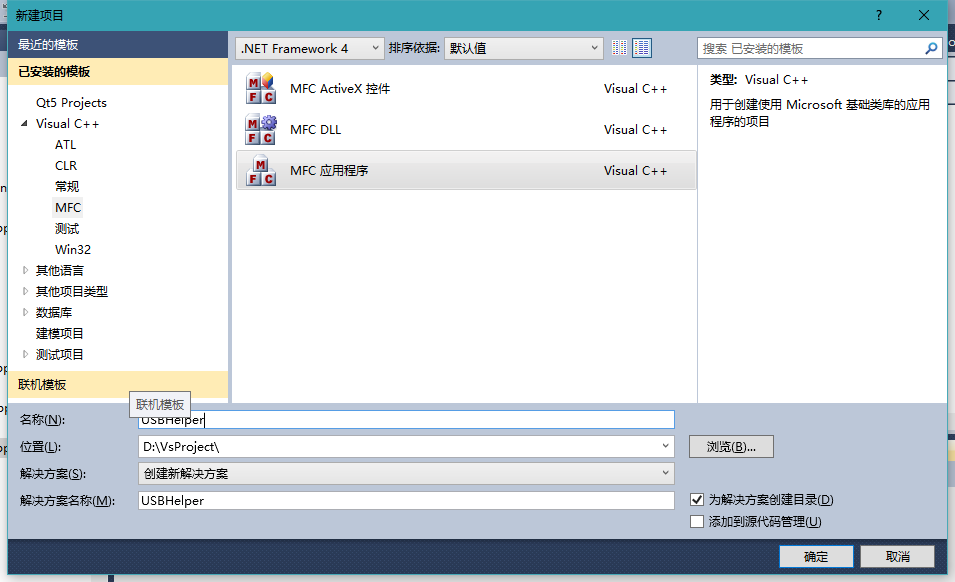 新建项目
?
最近的模板
已安装的模板
Qt5 Projects
Visual C++
ATL
CLR
常规
MFC
测试
Win32
其他语言
其他项目类型
数据库
建模项目
测试项目
联机模板
.NET Framework 4
排序依据:
默认值
搜索 已安装的模板
MFC ActiveX 控件
Visual C++
MFC DLL
Visual C++
MFC 应用程序
Visual C++
类型: Visual C++
用于创建使用 Microsoft 基础类库的应用
程序的项目
联机模板
名称(N):
USBHelper
位置(L):
D:\VsProject\
浏览(B)...
解决方案(S):
创建新解决方案
解决方案名称(M):
USBHelper
为解决方案创建目录(D)
添加到源代码管理(U)
确定
取消